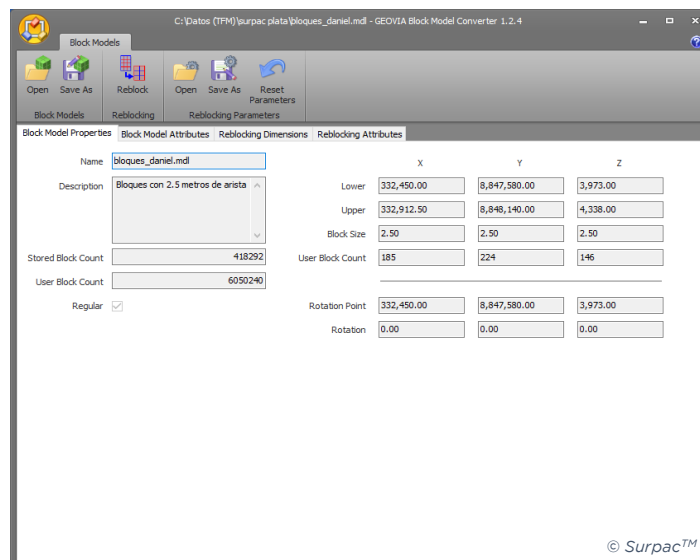 C:\Datos (TFM)\surpac plata\bloques_daniel.mdl - GEOVIA Block Model Converter 1.2.4
Block Models
Open Save As Reblock Open Save As Reset Parameters
Block Models Reblocking Reblocking Parameters
Block Model Properties Block Model Attributes Reblocking Dimensions Reblocking Attributes
Name bloques_daniel.mdl X Y Z
Description Bloques con 2.5 metros de arista Lower 332,450.00 8,847,580.00 3,973.00
Upper 332,912.50 8,848,140.00 4,338.00
Block Size 2.50 2.50 2.50
Stored Block Count 418292 User Block Count 185 224 146
User Block Count 6050240
Regular Rotation Point 332,450.00 8,847,580.00 3,973.00
Rotation 0.00 0.00 0.00
© Surpac™